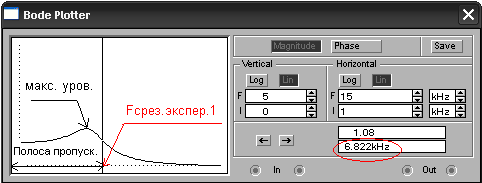 Bode Plotter
Magnitude Phase Save
Vertical Horizontal
Log Lin Log Lin
F 5 F 15 kHz
I 0 I 1 kHz
1.08
6.822kHz
In Out
макс. уров.
Fсрез.экспер.1
Полоса пропуск.